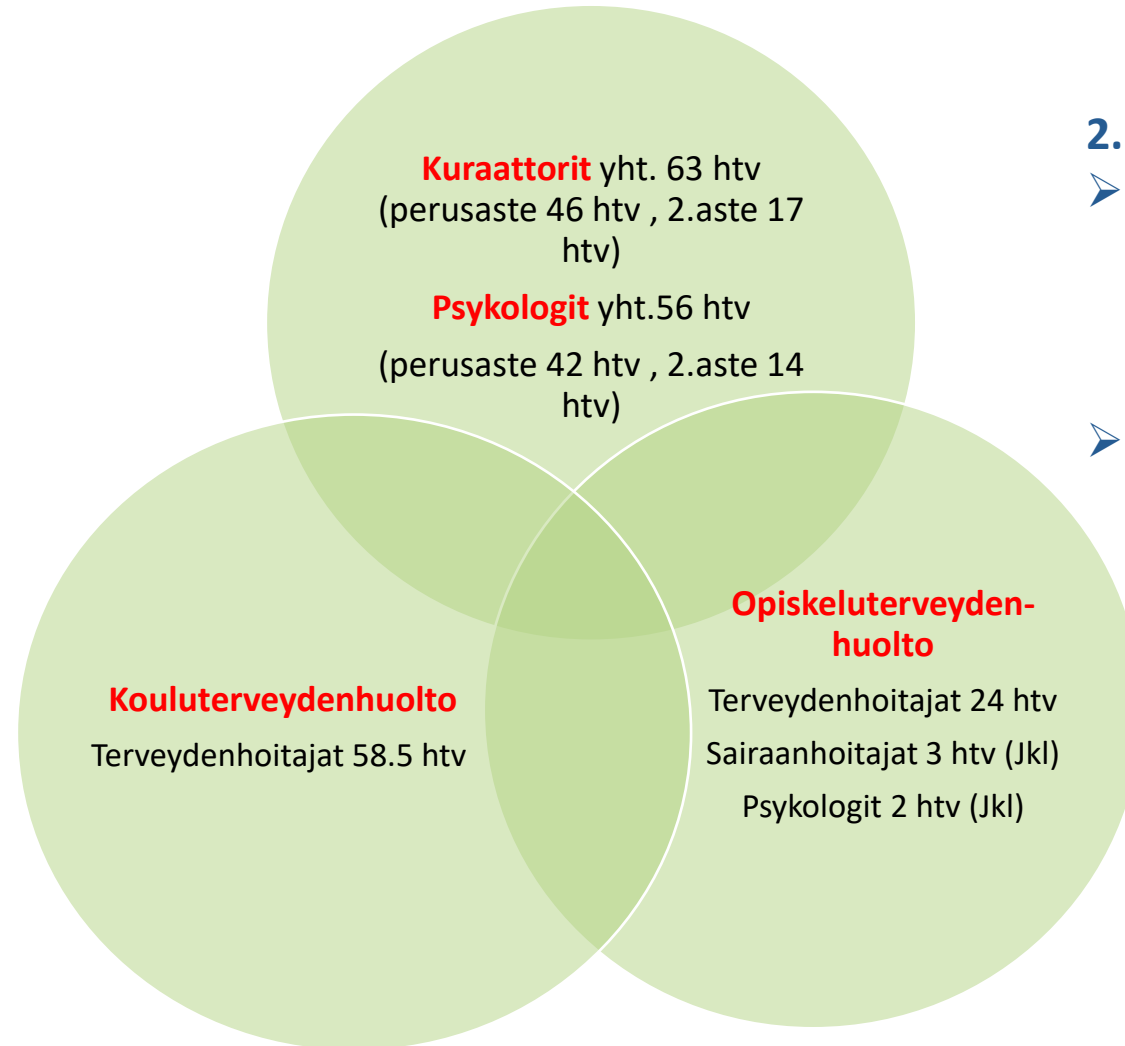 Kuraattorit yht. 63 htv
(perusaste 46 htv , 2.aste 17
htv)
Psykologit yht.56 htv
(perusaste 42 htv , 2.aste 14
htv)
2.
Kouluterveydenhuolto
Terveydenhoitajat 58.5 htv
Opiskeluterveyden-
huolto
Terveydenhoitajat 24 htv
Sairaanhoitajat 3 htv (Jkl)
Psykologit 2 htv (Jkl)